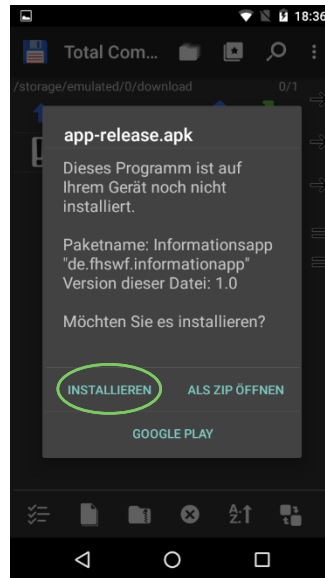 18:36
Total Com...
/storage/emulated/0/download 0/1
app-release.apk
Dieses Programm ist auf
Ihrem Gerät noch nicht
installiert.
Paketname: Informationsapp
"de.fhswf.informationapp"
Version dieser Datei: 1.0
Möchten Sie es installieren?
INSTALLIEREN ALS ZIP ÖFFNEN
GOOGLE PLAY
A-Z.1